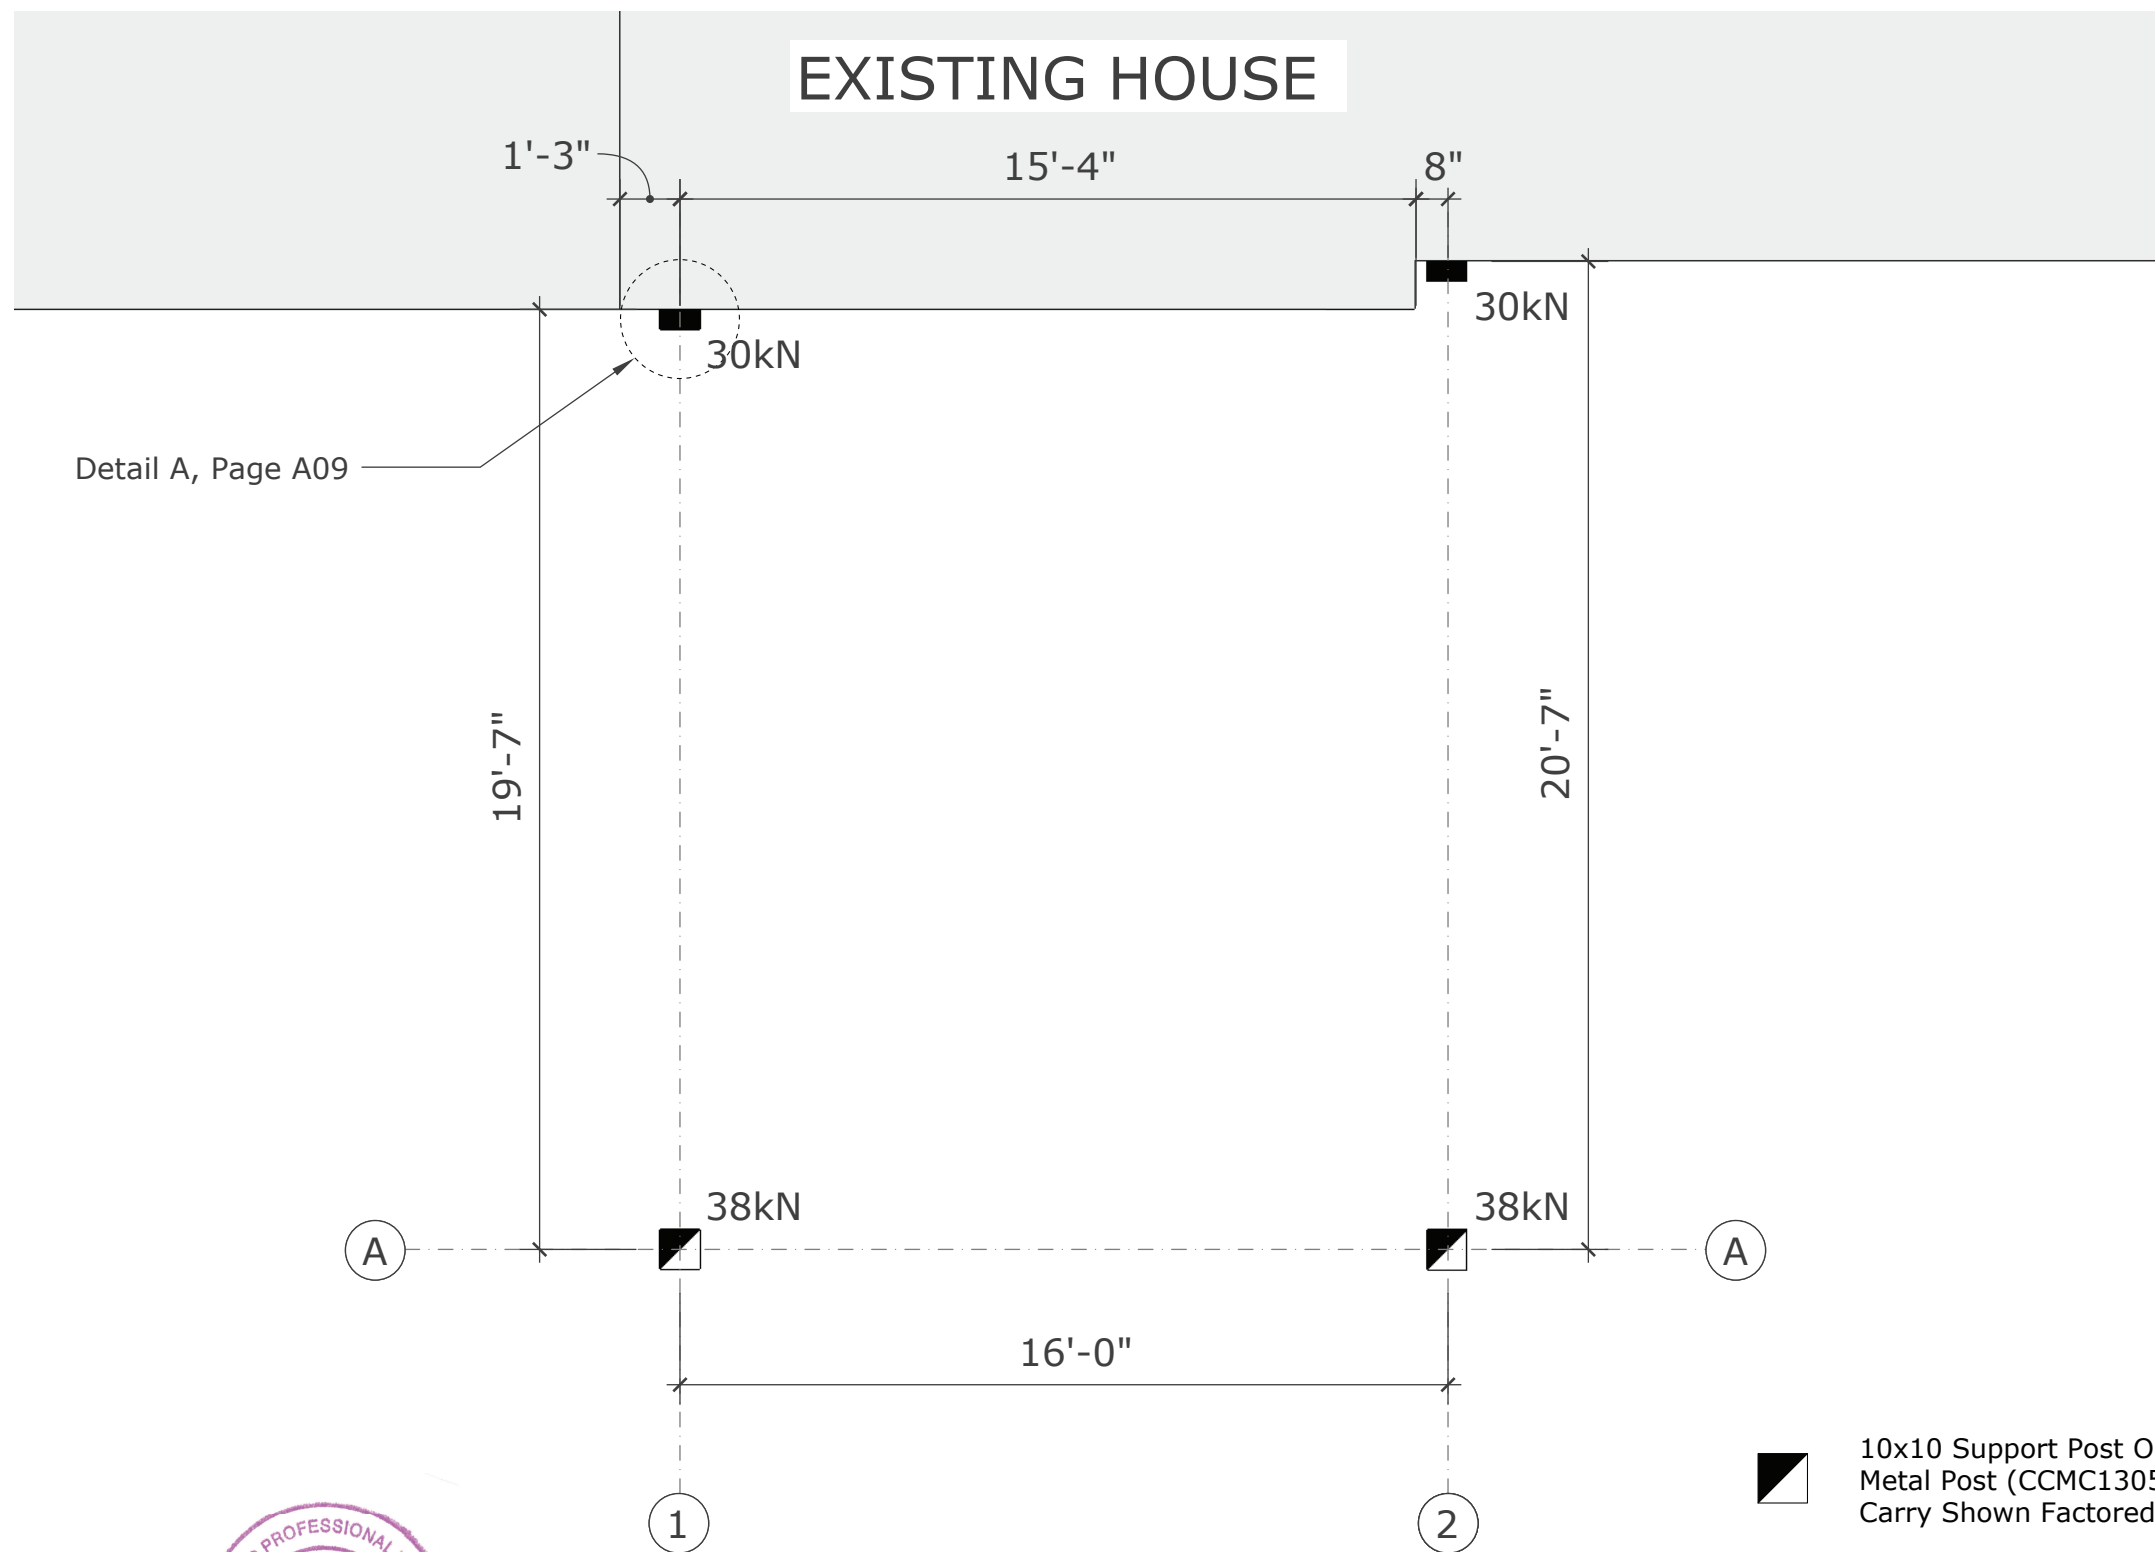 EXISTING HOUSE
1'-3"
15'-4"
8"
30kN
30kN
Detail A, Page A09
19'-7"
20'-7"
38kN
38kN
A
A
16'-0"
10x10 Support Post O
Metal Post (CCMC1305
Carry Shown Factored
1
2
PROFESSIONAL